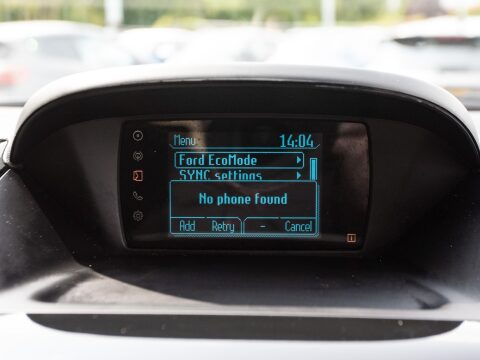 Menu 14:04
Ford EcoMode
SYNC settings
No phone found
Add Retry - Cancel